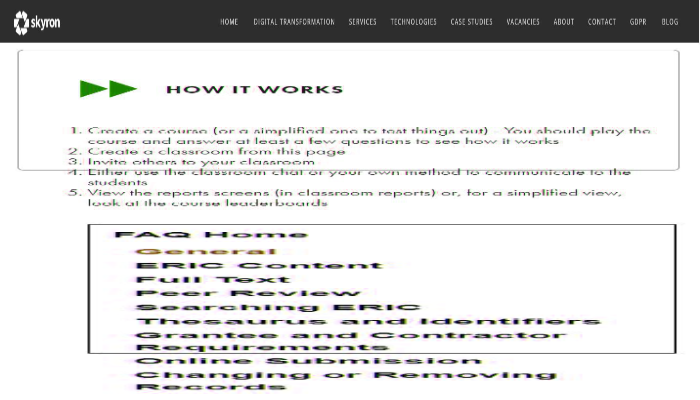 skyron
HOME DIGITAL TRANSFORMATION SERVICES TECHNOLOGIES CASE STUDIES VACANCIES ABOUT CONTACT GDPR BLOG
HOW IT WORKS
1. Create a course (or a simplified one to test things out) - You should play the
course and answer at least a few questions to see how it works
2. Create a classroom from this page
3. Invite others to your classroom
4. Either use the classroom chat or your own method to communicate to the
students
5. View the reports screens (in classroom reports) or, for a simplified view,
look at the course leaderboards
FAQ Home
General
ERIC Content
Full Text
Peer Review
Searching ERIC
Thesaurus and Identifiers
Grantee and Contractor
Requirements
Online Submission
Changing or Removing
Records